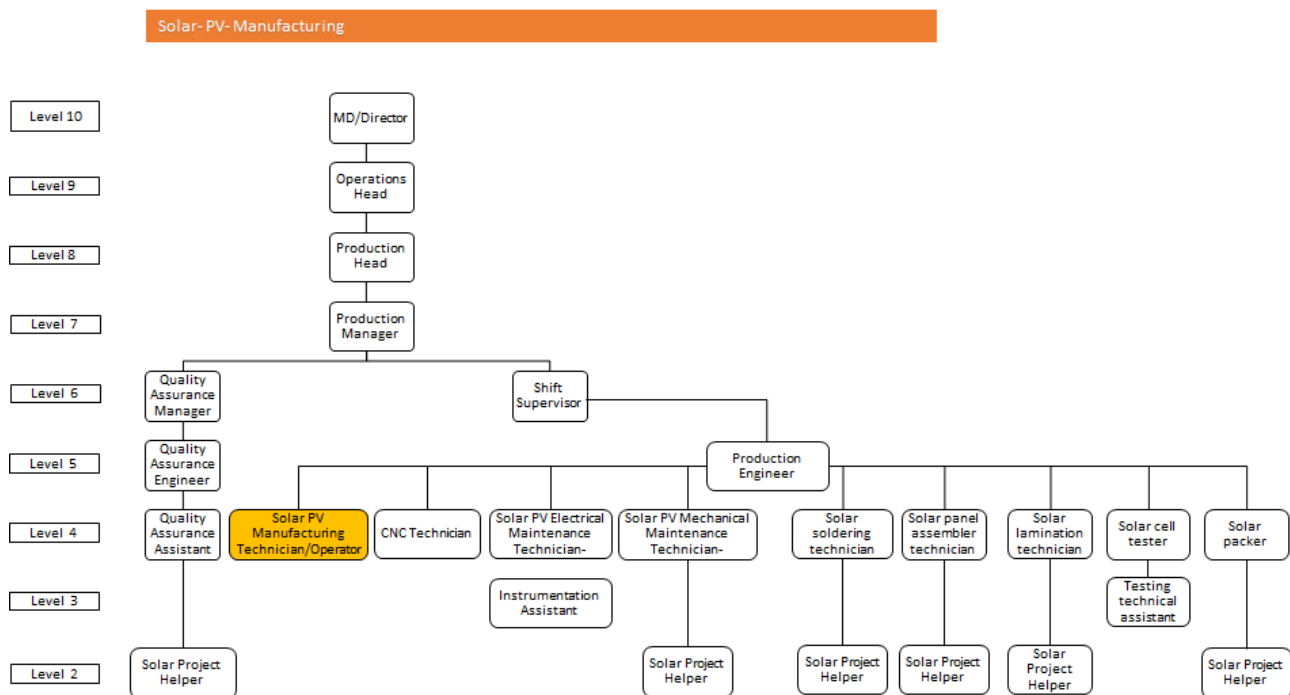 Solar- PV- Manufacturing
Level 10
MD/Director
Level 9
Operations
Head
Level 8
Production
Head
Level 7
Production
Manager
Level 6
Quality
Assurance
Manager
Shift
Supervisor
Level 5
Quality
Assurance
Engineer
Production
Engineer
Level 4
Quality
Assurance
Assistant
Solar PV
Manufacturing
Technician/Operator
CNC Technician
Solar PV Electrical
Maintenance
Technician-
Solar PV Mechanical
Maintenance
Technician-
Solar
soldering
technician
Solar panel
assembler
technician
Solar
lamination
technician
Solar cell
tester
Solar
packer
Level 3
Instrumentation
Assistant
Testing
technical
assistant
Level 2
Solar Project
Helper
Solar Project
Helper
Solar Project
Helper
Solar Project
Helper
Solar
Project
Helper
Solar Project
Helper